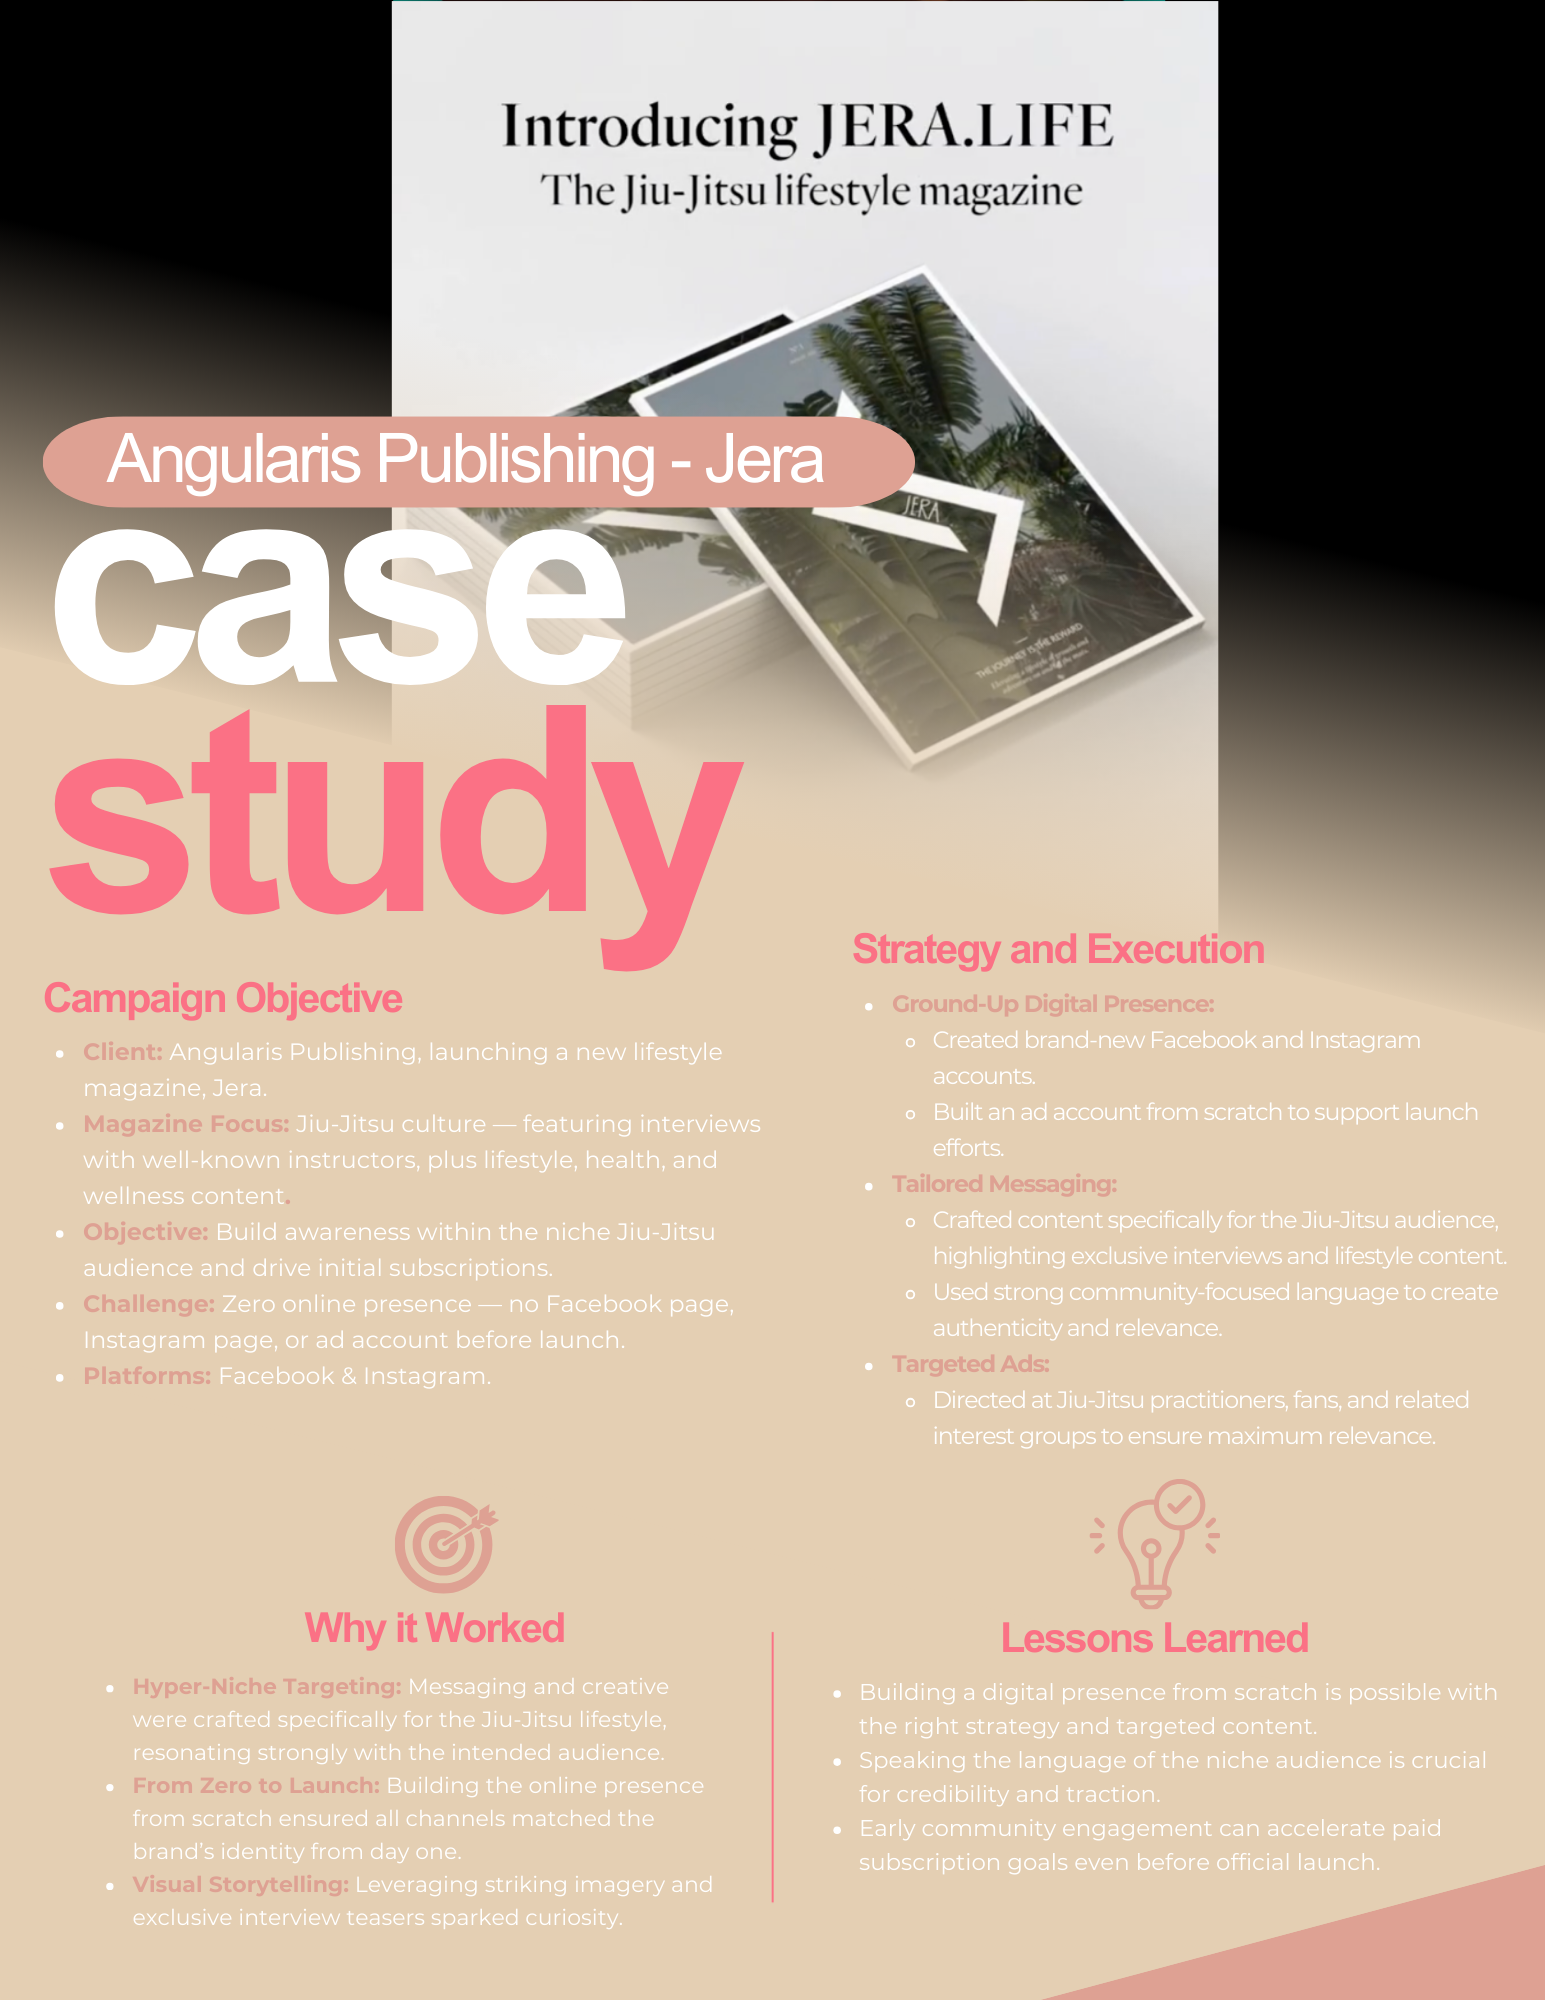 Introducing JERA.LIFE
The Jiu-Jitsu lifestyle magazine
JERA
THE JOURNEY IS THE REWARD
Angularis Publishing - Jera
case
study
Campaign Objective
• Client: Angularis Publishing, launching a new lifestyle
magazine, Jera.
• Magazine Focus: Jiu-Jitsu culture — featuring interviews
with well-known instructors, plus lifestyle, health, and
wellness content.
• Objective: Build awareness within the niche Jiu-Jitsu
audience and drive initial subscriptions.
• Challenge: Zero online presence — no Facebook page,
Instagram page, or ad account before launch.
• Platforms: Facebook & Instagram.
Strategy and Execution
• Ground-Up Digital Presence:
◦ Created brand-new Facebook and Instagram
accounts.
◦ Built an ad account from scratch to support launch
efforts.
• Tailored Messaging:
◦ Crafted content specifically for the Jiu-Jitsu audience,
highlighting exclusive interviews and lifestyle content.
◦ Used strong community-focused language to create
authenticity and relevance.
• Targeted Ads:
◦ Directed at Jiu-Jitsu practitioners, fans, and related
interest groups to ensure maximum relevance.
Why it Worked
• Hyper-Niche Targeting: Messaging and creative
were crafted specifically for the Jiu-Jitsu lifestyle,
resonating strongly with the intended audience.
• From Zero to Launch: Building the online presence
from scratch ensured all channels matched the
brand’s identity from day one.
• Visual Storytelling: Leveraging striking imagery and
exclusive interview teasers sparked curiosity.
Lessons Learned
• Building a digital presence from scratch is possible with
the right strategy and targeted content.
• Speaking the language of the niche audience is crucial
for credibility and traction.
• Early community engagement can accelerate paid
subscription goals even before official launch.